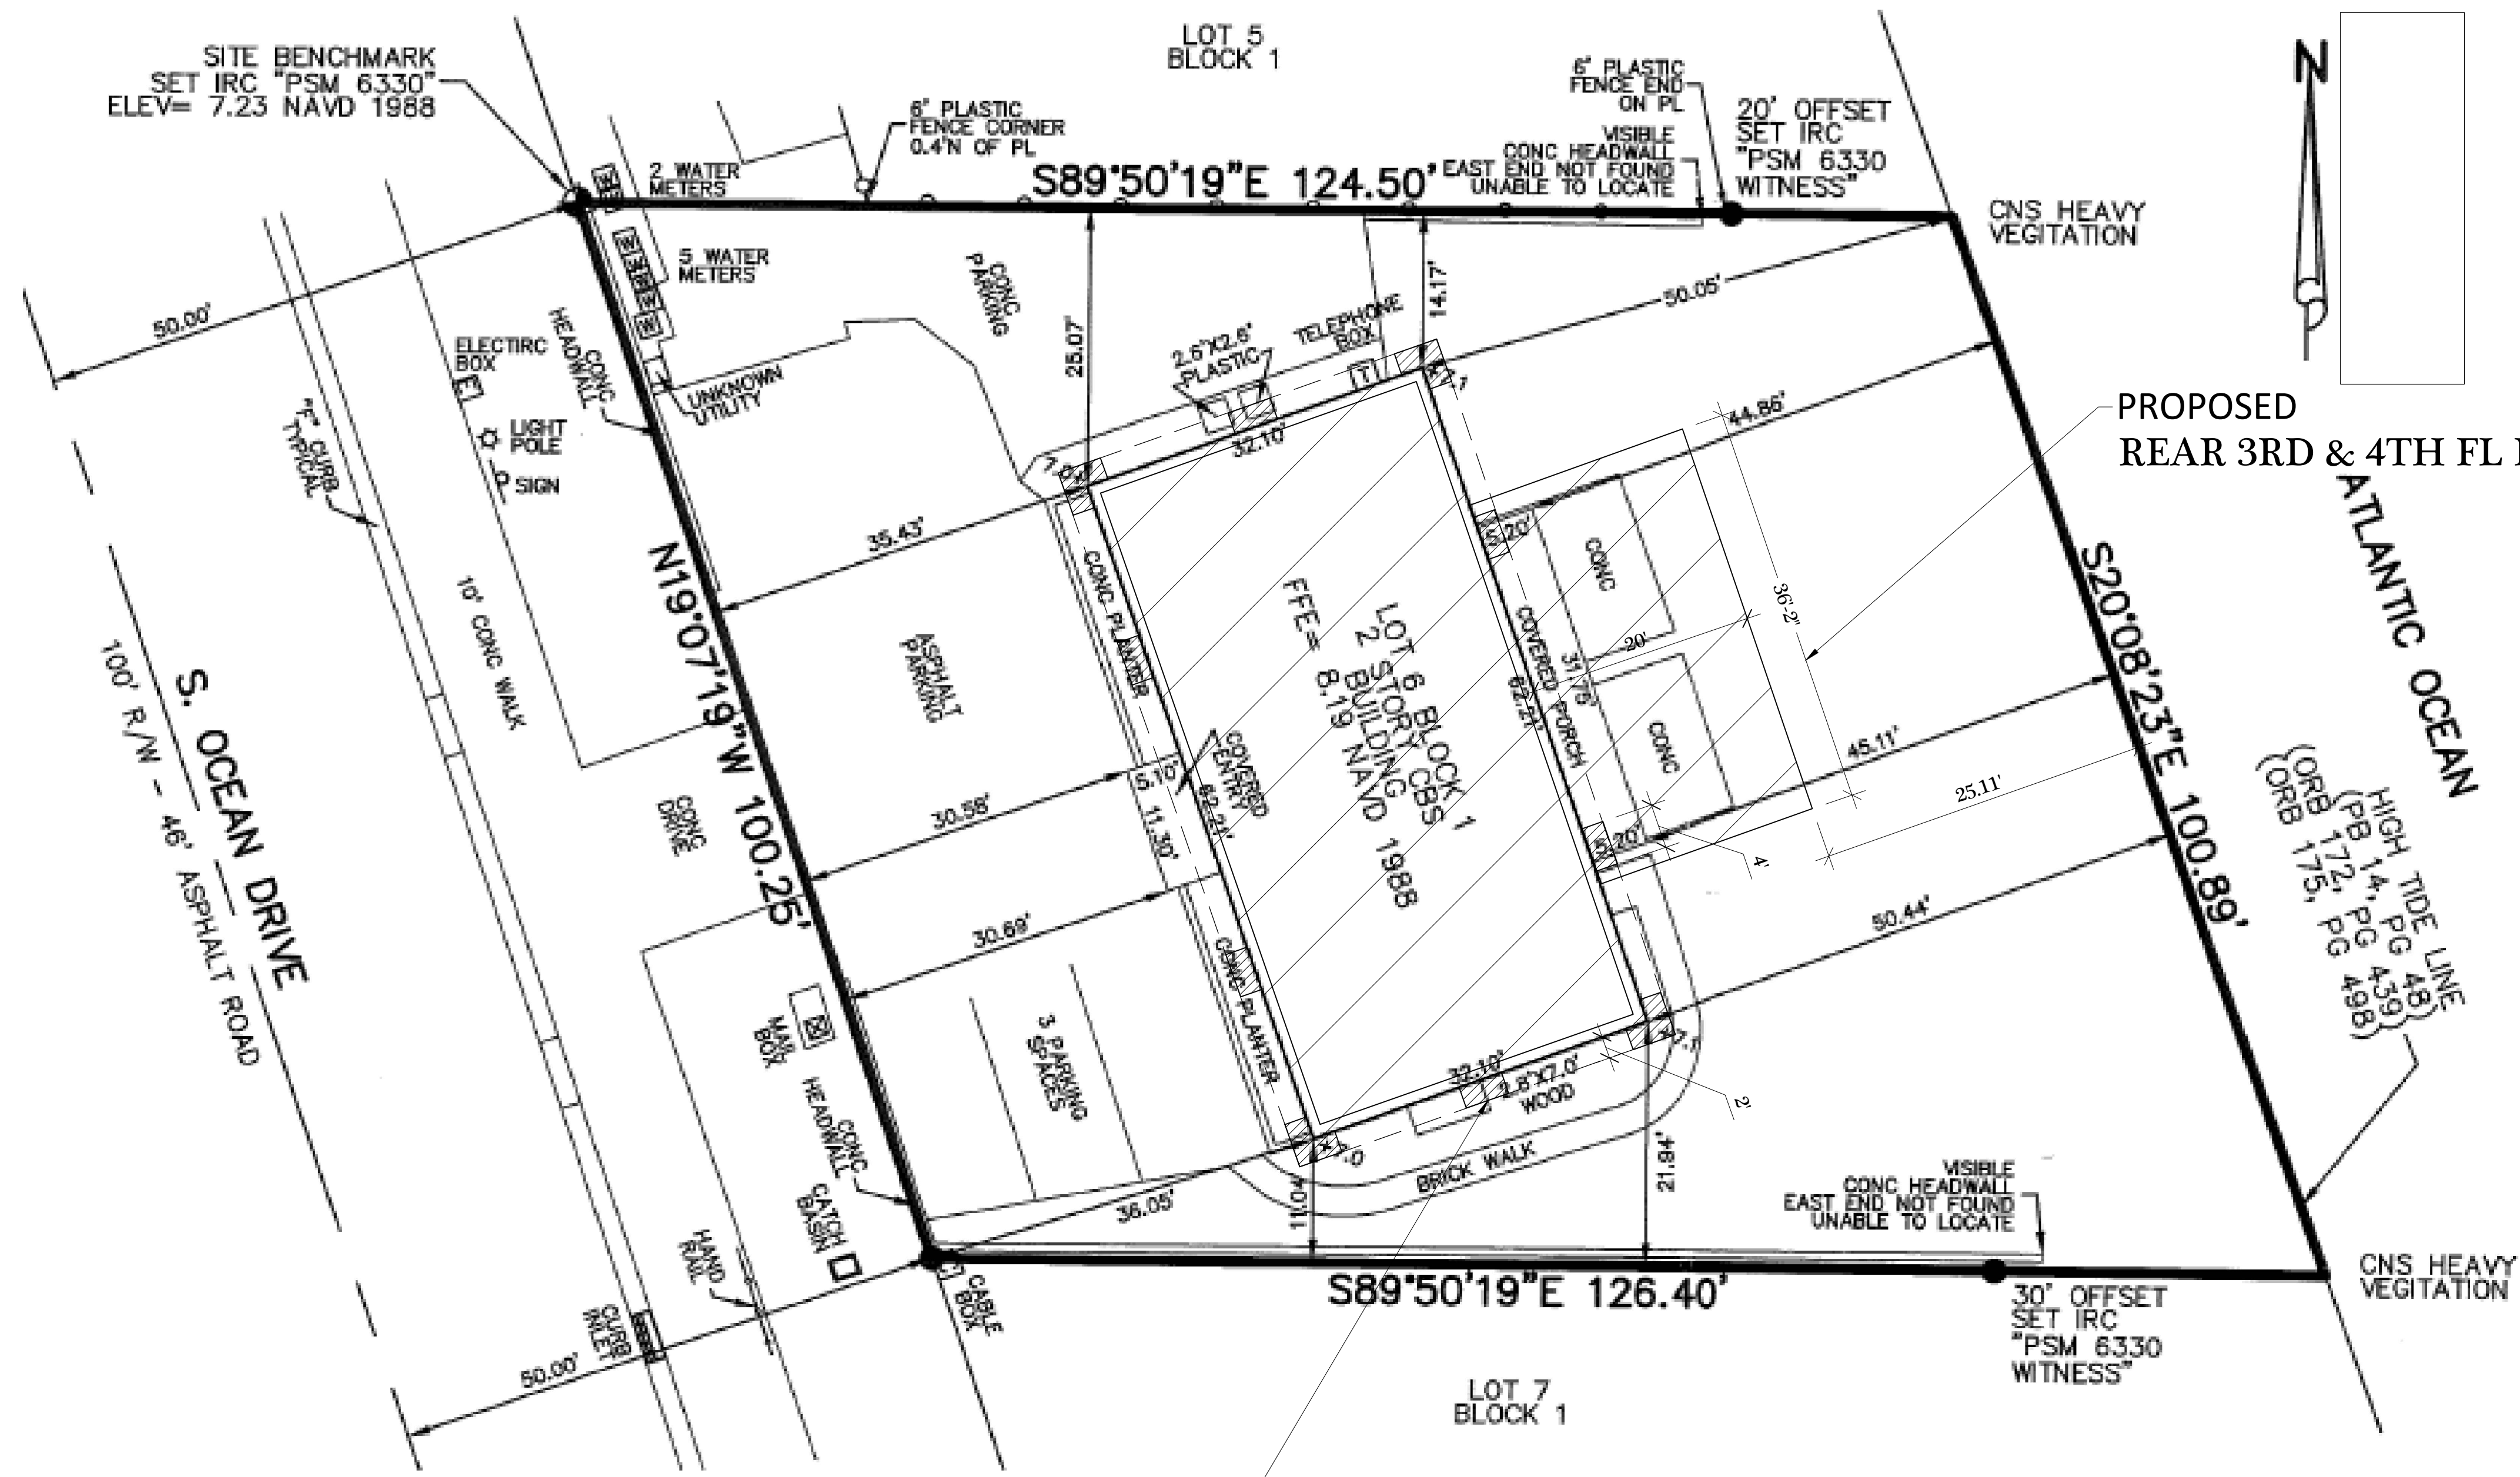 LOT 5
BLOCK 1
SITE BENCHMARK
SET IRC "PSM 6330"
ELEV= 7.23 NAVD 1988
6' PLASTIC
FENCE CORNER
0.4'N OF PL
6' PLASTIC
FENCE END
ON PL
20' OFFSET
SET IRC
"PSM 6330
WITNESS"
VISIBLE
CONC HEADWALL
EAST END NOT FOUND
UNABLE TO LOCATE
N
2 WATER
METERS
S89°50'19"E 124.50'
CNS HEAVY
VEGITATION
5 WATER
METERS
CONC
PARKING
50.00'
25.07'
14.17'
50.05'
ELECTIRC
BOX
E
CONC
HEADWALL
UNKNOWN
UTILITY
2.6'X2.6'
PLASTIC
TELEPHONE
BOX
T
"F" CURB
TYPICAL
LIGHT
POLE
SIGN
32.10'
44.86'
PROPOSED
REAR 3RD & 4TH FL
35.43'
5.20'
CONC
ATLANTIC OCEAN
10' CONC WALK
N19°07'19"W 100.25'
CONC PLANTER
ASPHALT
PARKING
LOT 6 BLOCK 1
2 STORY CBS
BUILDING
FFE= 8.19 NAVD 1988
COVERED PORCH
31.75'
62.21'
20'
36'-2"
S20°08'23"E 100.89'
CONC
S. OCEAN DRIVE
100' R/W - 46' ASPHALT ROAD
CONC
DRIVE
30.58'
5.10'
11.30'
62.21'
COVERED
ENTRY
45.11'
25.11'
5.20'
4'
HIGH TIDE LINE
(PB 14, PG 48)
(ORB 172, PG 439)
(ORB 175, PG 498)
30.69'
50.44'
CONC PLANTER
MAIL
BOX
3 PARKING
SPACES
7.1
32.10'
2.8'X7.0'
WOOD
2'
CONC
HEADWALL
7.0
BRICK WALK
21.94'
11.04'
36.05'
CATCH
BASIN
HAND
RAIL
VISIBLE
CONC HEADWALL
EAST END NOT FOUND
UNABLE TO LOCATE
CABLE
BOX
S89°50'19"E 126.40'
CNS HEAVY
VEGITATION
CURB
INLET
50.00'
30' OFFSET
SET IRC
"PSM 6330
WITNESS"
LOT 7
BLOCK 1